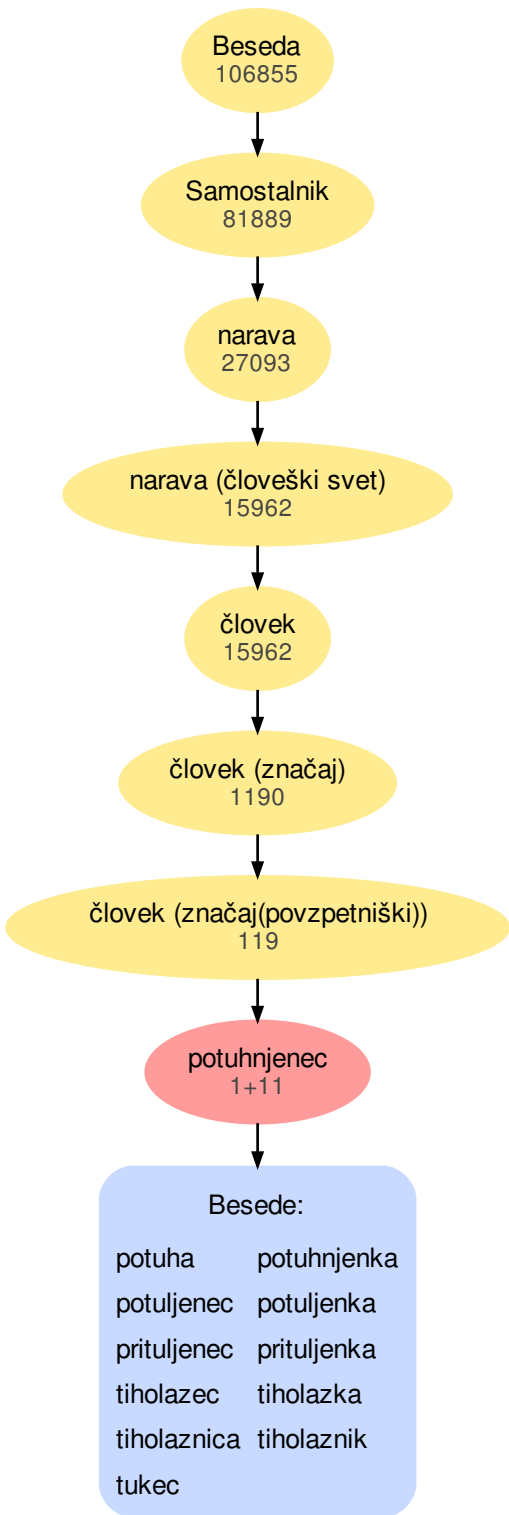 Beseda
106855
Samostalnik
81889
narava
27093
narava (človeški svet)
15962
človek
15962
človek (značaj)
1190
človek (značaj(povzpetniški))
119
potuhnjenec
1+11
Besede:
potuha potuhnjenka
potuljenec potuljenka
prituljenec prituljenka
tiholazec tiholazka
tiholaznica tiholaznik
tukec